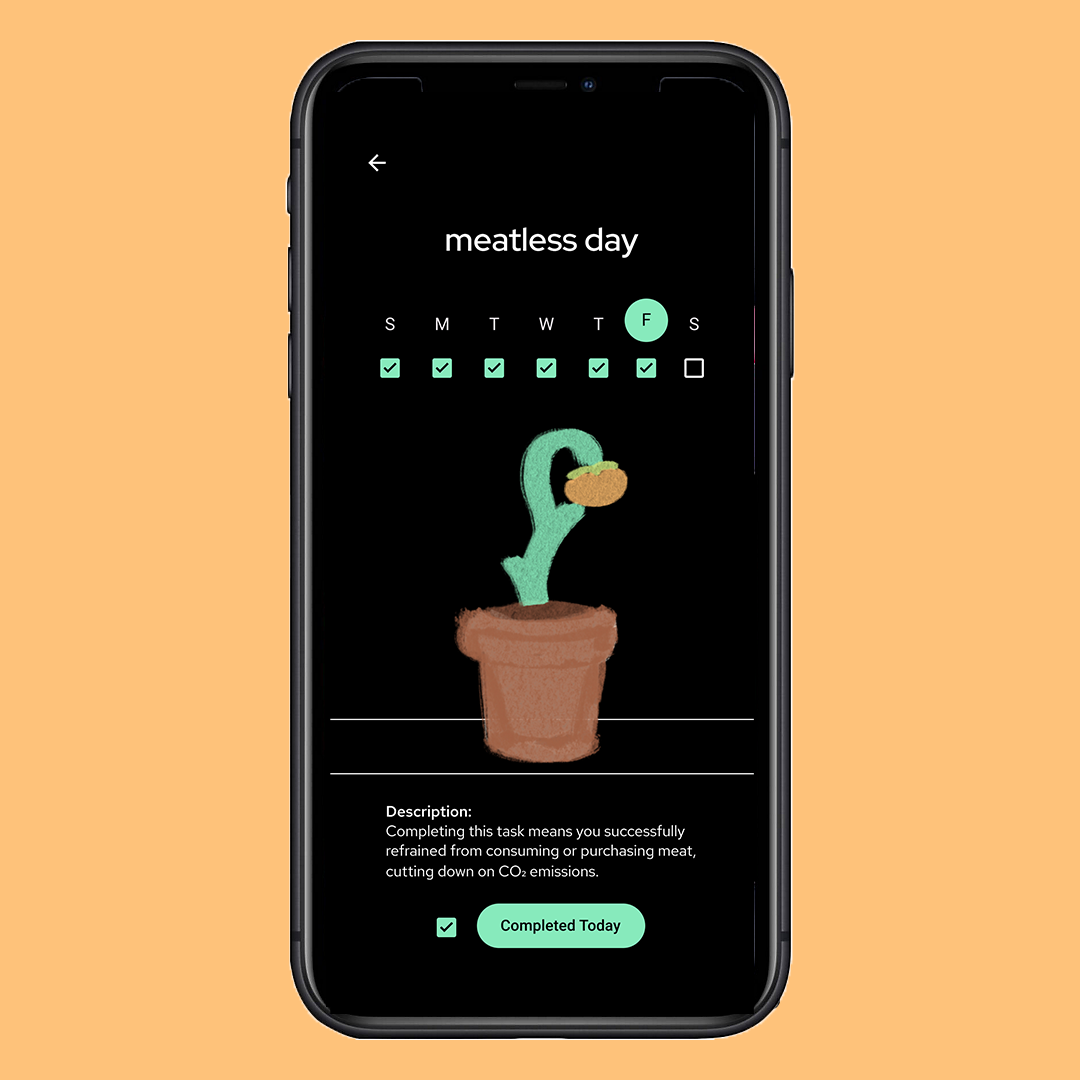 meatless day
S M T W T F S
Description:
Completing this task means you successfully
refrained from consuming or purchasing meat,
cutting down on CO₂ emissions.
Completed Today